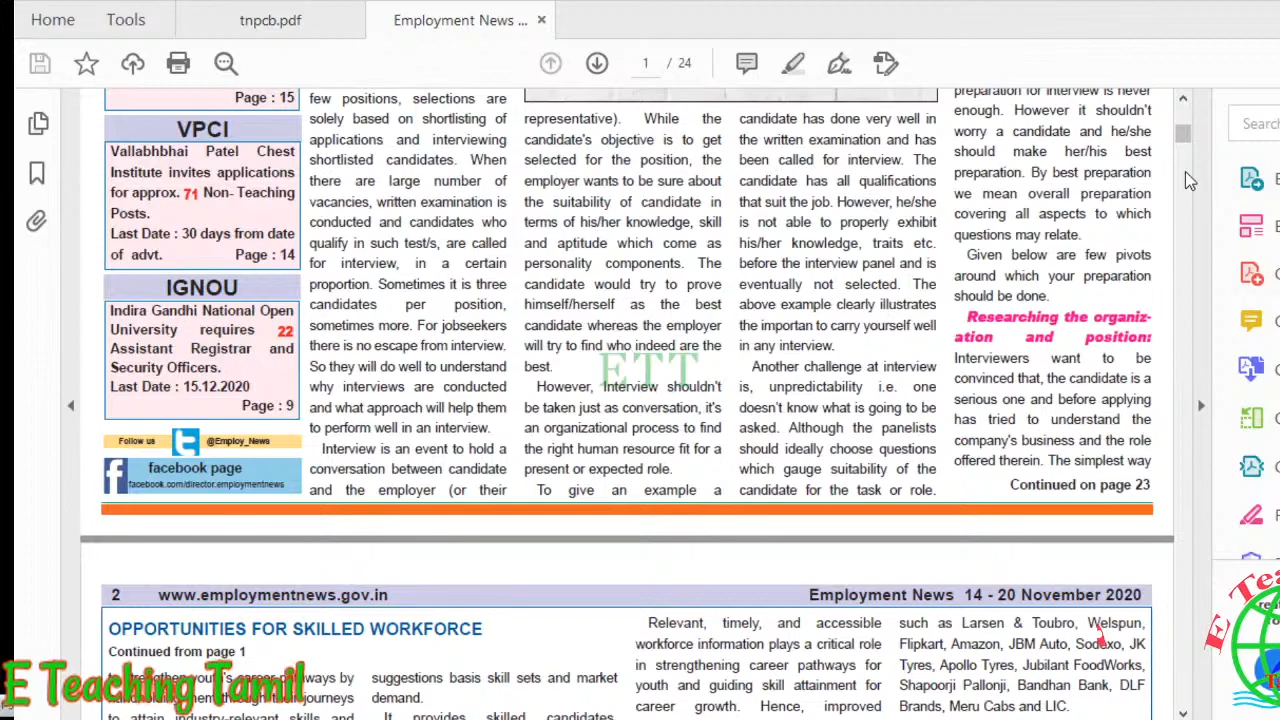 Home Tools tnpcb.pdf Employment News ... ×
1 / 24
Page : 15
VPCI
Vallabhbhai Patel Chest
Institute invites applications
for approx. 71 Non- Teaching
Posts.
Last Date : 30 days from date
of advt. Page : 14
IGNOU
Indira Gandhi National Open
University requires 22
Assistant Registrar and
Security Officers.
Last Date : 15.12.2020
Page : 9
Follow us @Employ_News
facebook page
facebook.com/director.employmentnews
few positions, selections are
solely based on shortlisting of
applications and interviewing
shortlisted candidates. When
there are large number of
vacancies, written examination is
conducted and candidates who
qualify in such test/s, are called
for interview, in a certain
proportion. Sometimes it is three
candidates per position,
sometimes more. For jobseekers
there is no escape from interview.
So they will do well to understand
why interviews are conducted
and what approach will help them
to perform well in an interview.
Interview is an event to hold a
conversation between candidate
and the employer (or their
representative). While the
candidate's objective is to get
selected for the position, the
employer wants to be sure about
the suitability of candidate in
terms of his/her knowledge, skill
and aptitude which come as
personality components. The
candidate would try to prove
himself/herself as the best
candidate whereas the employer
will try to find who indeed are the
best.
However, interview shouldn't
be taken just as conversation, it's
an organizational process to find
the right human resource fit for a
present or expected role.
To give an example a
candidate has done very well in
the written examination and has
been called for interview. The
candidate has all qualifications
that suit the job. However, he/she
is not able to properly exhibit
his/her knowledge, traits etc.
before the interview panel and is
eventually not selected. The
above example clearly illustrates
the importan to carry yourself well
in any interview.
Another challenge at interview
is, unpredictability i.e. one
doesn't know what is going to be
asked. Although the panelists
should ideally choose questions
which gauge suitability of the
candidate for the task or role.
preparation for interview is never
enough. However it shouldn't
worry a candidate and he/she
should make her/his best
preparation. By best preparation
we mean overall preparation
covering all aspects to which
questions may relate.
Given below are few pivots
around which your preparation
should be done.
Researching the organiz-
ation and position:
Interviewers want to be
convinced that, the candidate is a
serious one and before applying
has tried to understand the
company's business and the role
offered therein. The simplest way
Continued on page 23
ETT
Search
2 www.employmentnews.gov.in Employment News 14 - 20 November 2020
OPPORTUNITIES FOR SKILLED WORKFORCE
Continued from page 1
to strengthen youth's career pathways by
through their journeys
to attain industry-relevant skills and
suggestions basis skill sets and market
demand.
It provides skilled candidates
Relevant, timely, and accessible
workforce information plays a critical role
in strengthening career pathways for
youth and guiding skill attainment for
career growth. Hence, improved
such as Larsen & Toubro, Welspun,
Flipkart, Amazon, JBM Auto, Sodexo, JK
Tyres, Apollo Tyres, Jubilant FoodWorks,
Shapoorji Pallonji, Bandhan Bank, DLF
Brands, Meru Cabs and LIC.
E Teaching Tamil